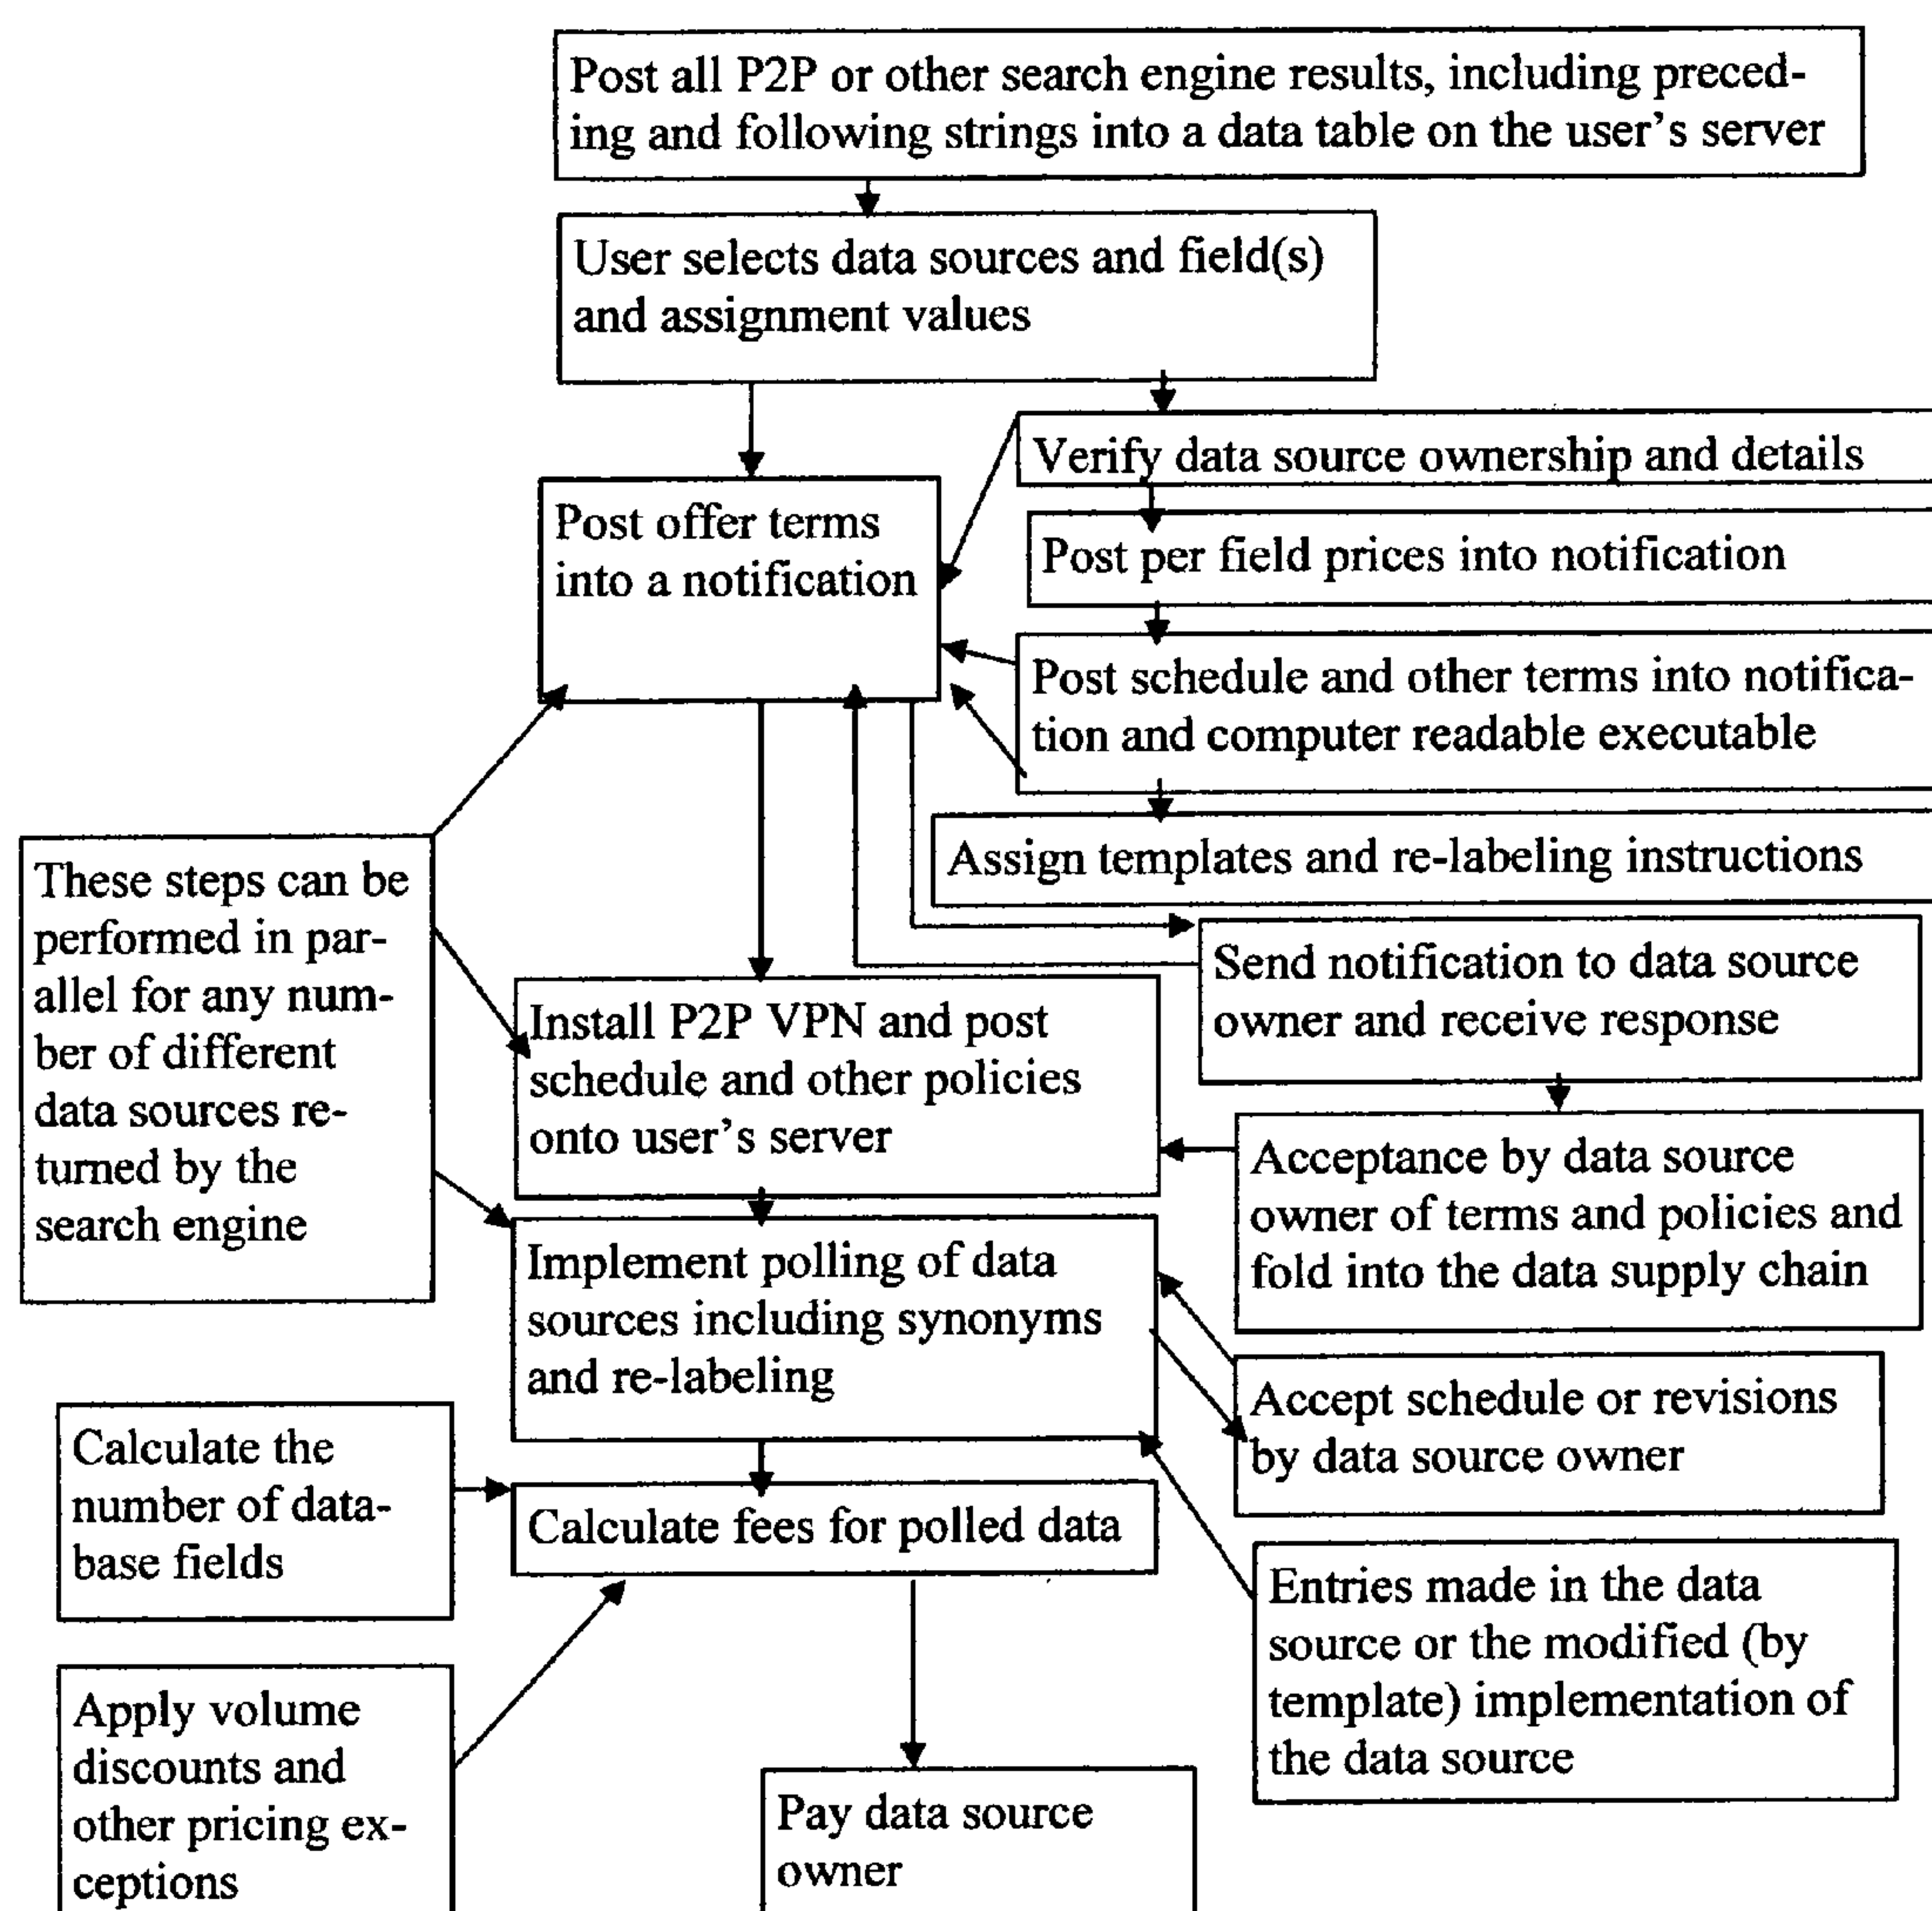 Post all P2P or other search engine results, including preced-
ing and following strings into a data table on the user's server
User selects data sources and field(s)
and assignment values
Verify data source ownership and details
Post offer terms
into a notification
Post per field prices into notification
Post schedule and other terms into notifica-
tion and computer readable executable
Assign templates and re-labeling instructions
These steps can be
performed in par-
allel for any num-
ber of different
data sources re-
turned by the
search engine
Send notification to data source
owner and receive response
Install P2P VPN and post
schedule and other policies
onto user's server
Acceptance by data source
owner of terms and policies and
fold into the data supply chain
Implement polling of data
sources including synonyms
and re-labeling
Accept schedule or revisions
by data source owner
Calculate the
number of data-
base fields
Calculate fees for polled data
Entries made in the data
source or the modified (by
template) implementation of
the data source
Apply volume
discounts and
other pricing ex-
ceptions
Pay data source
owner